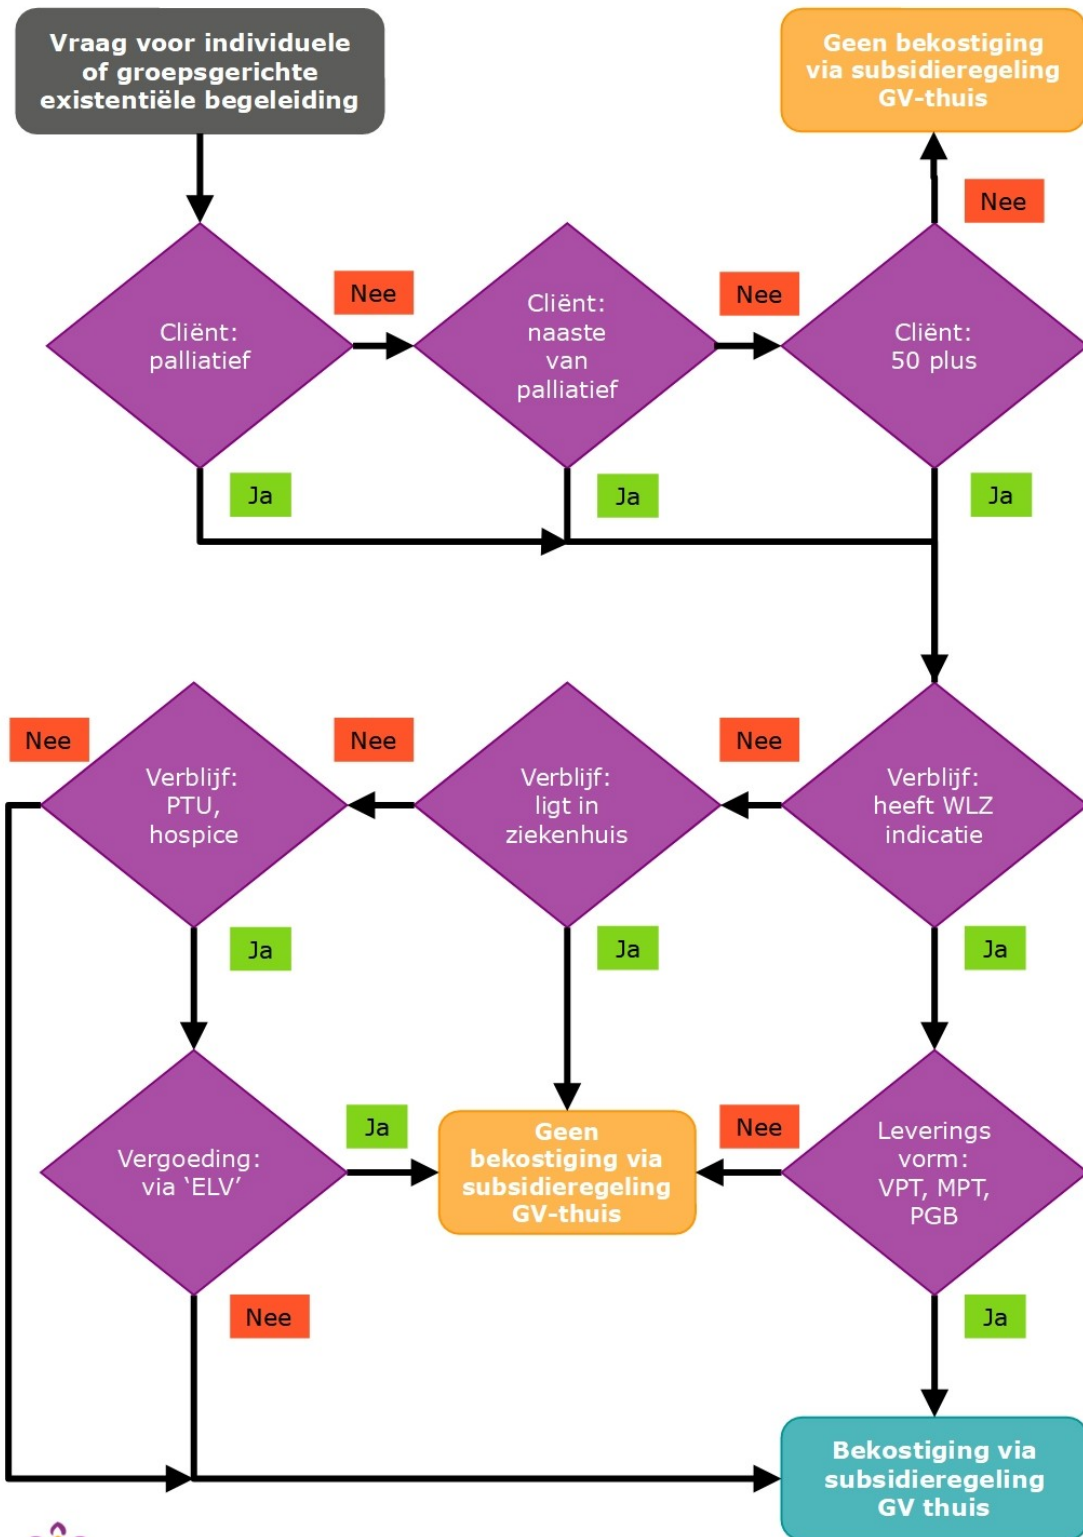 Vraag voor individuele
of groepsgerichte
existentiële begeleiding
Geen bekostiging
via subsidieregeling
GV-thuis
Nee
Cliënt:
palliatief
Nee
Cliënt:
naaste
van
palliatief
Nee
Cliënt:
50 plus
Ja
Ja
Ja
Nee
Verblijf:
PTU,
hospice
Nee
Verblijf:
ligt in
ziekenhuis
Nee
Verblijf:
heeft WLZ
indicatie
Ja
Ja
Ja
Vergoeding:
via ‘ELV’
Ja
Geen
bekostiging via
subsidieregeling
GV-thuis
Nee
Leverings
vorm:
VPT, MPT,
PGB
Nee
Ja
Bekostiging via
subsidieregeling
GV thuis